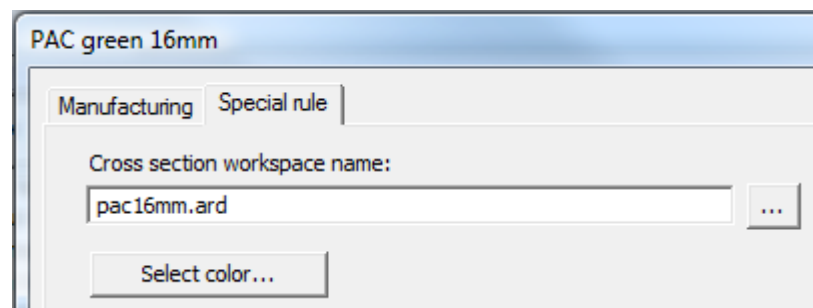 PAC green 16mm
Manufacturing Special rule
Cross section workspace name:
pac16mm.ard ...
Select color...